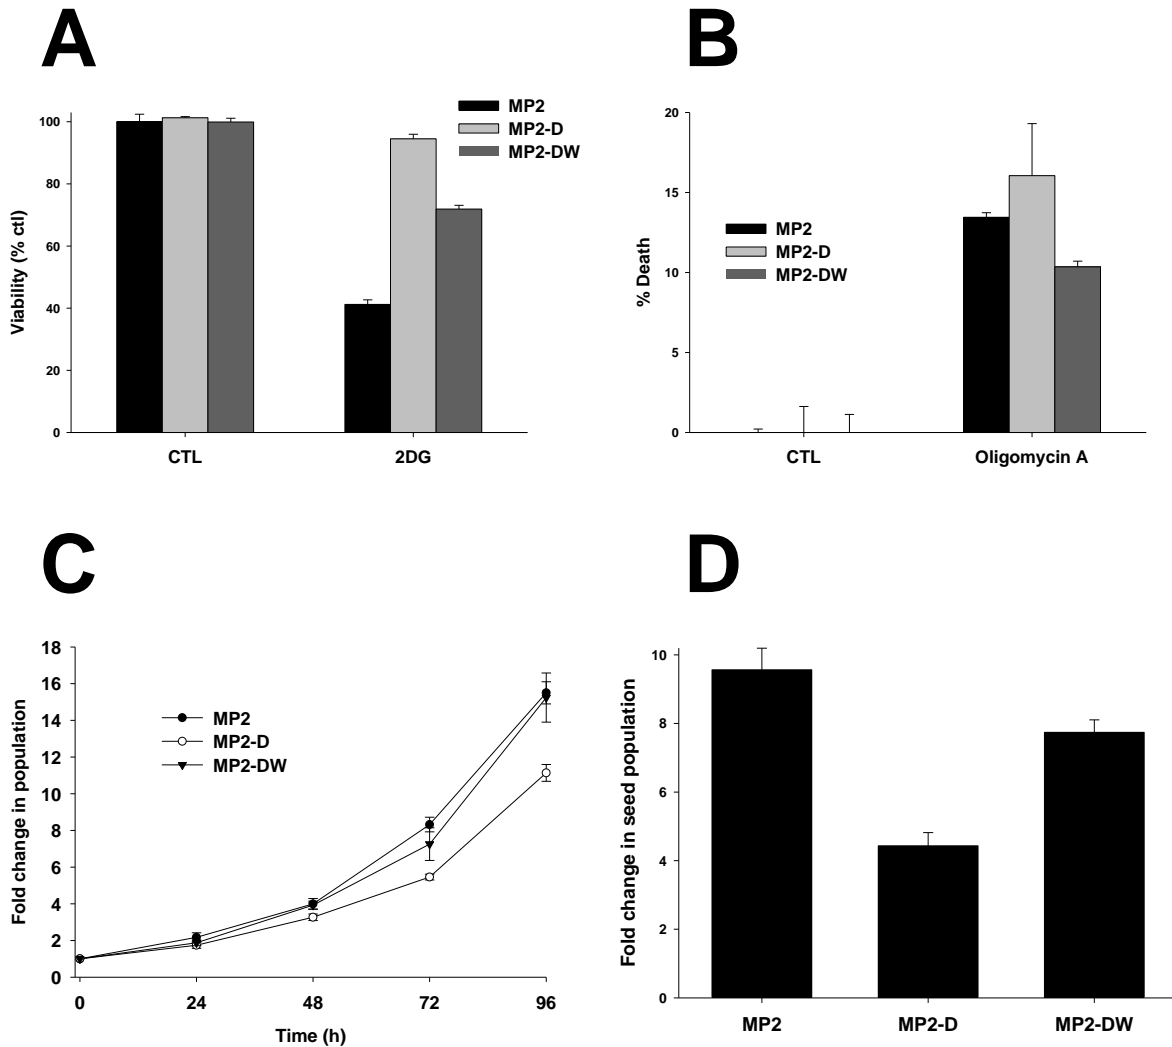 A
Viability (% ctl)
100
80
60
40
20
0
CTL
2DG
MP2
MP2-D
MP2-DW
B
% Death
20
15
10
5
0
CTL
Oligomycin A
MP2
MP2-D
MP2-DW
C
Fold change in population
18
16
14
12
10
8
6
4
2
0
0
24
48
72
96
Time (h)
MP2
MP2-D
MP2-DW
D
Fold change in seed population
10
8
6
4
2
0
MP2
MP2-D
MP2-DW